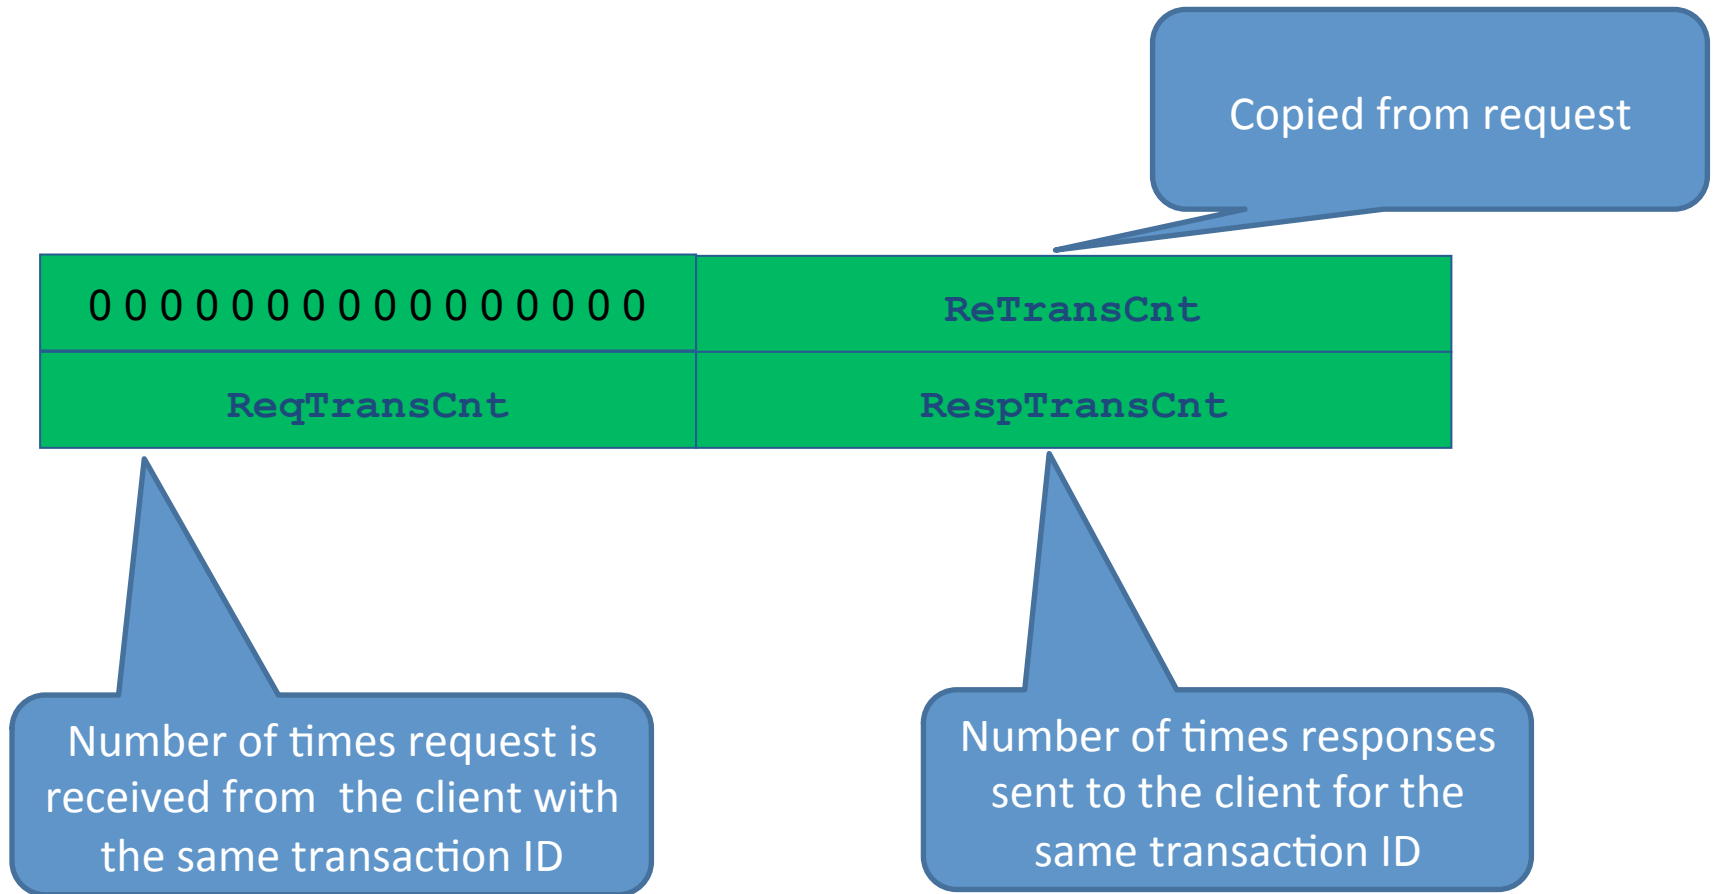 Copied from request
0 0 0 0 0 0 0 0 0 0 0 0 0 0 0 0
ReTransCnt
ReqTransCnt
RespTransCnt
Number of times request is
received from  the client with
the same transaction ID
Number of times responses
sent to the client for the
same transaction ID